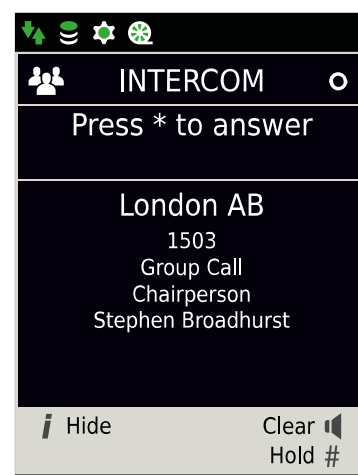 INTERCOM
Press * to answer
London AB
1503
Group Call
Chairperson
Stephen Broadhurst
i Hide
Clear
Hold #